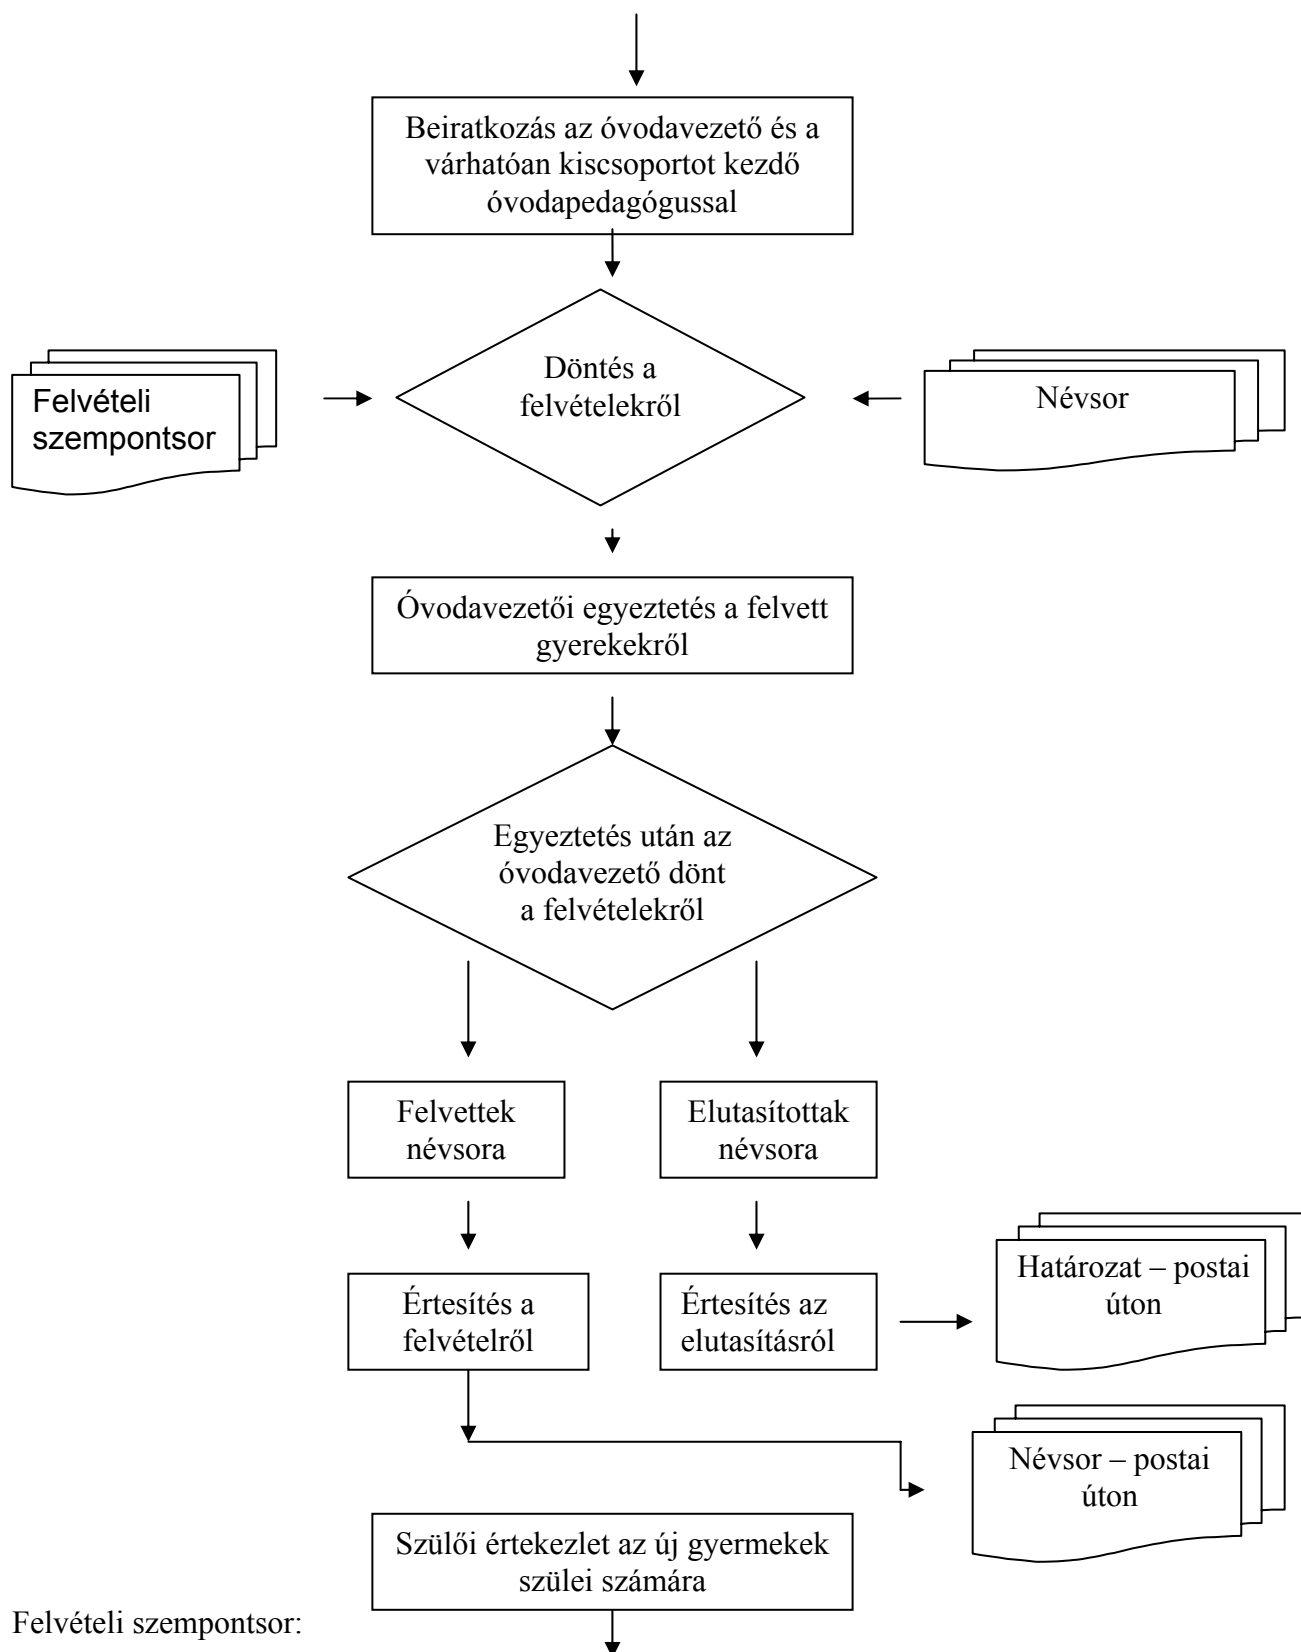 Beiratkozás az óvodavezető és a
várhatóan kiscsoportot kezdő
óvodapedagógussal
Felvételi
szempontsor
Döntés a
felvételekről
Névsor
Óvodavezetői egyeztetés a felvett
gyerekekről
Egyeztetés után az
óvodavezető dönt
a felvételekről
Felvettek
névsora
Elutasítottak
névsora
Értesítés a
felvételről
Értesítés az
elutasításról
Határozat – postai
úton
Névsor – postai
úton
Szülői értekezlet az új gyermekek
szülei számára
Felvételi szempontsor: